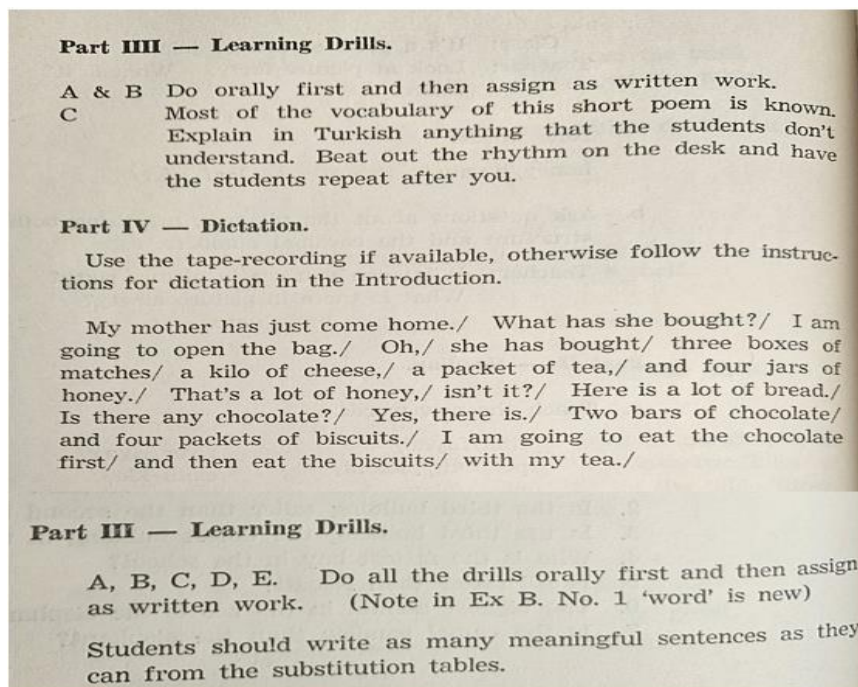 Part IIII — Learning Drills.
A & B Do orally first and then assign as written work.
C Most of the vocabulary of this short poem is known.
Explain in Turkish anything that the students don't
understand. Beat out the rhythm on the desk and have
the students repeat after you.
Part IV — Dictation.
Use the tape-recording if available, otherwise follow the instruc-
tions for dictation in the Introduction.
My mother has just come home./ What has she bought?/ I am
going to open the bag./ Oh,/ she has bought/ three boxes of
matches/ a kilo of cheese,/ a packet of tea,/ and four jars of
honey./ That's a lot of honey,/ isn't it?/ Here is a lot of bread./
Is there any chocolate?/ Yes, there is./ Two bars of chocolate/
and four packets of biscuits./ I am going to eat the chocolate
first/ and then eat the biscuits/ with my tea./
Part III — Learning Drills.
A, B, C, D, E. Do all the drills orally first and then assign
as written work. (Note in Ex B. No. 1 'word' is new)
Students should write as many meaningful sentences as they
can from the substitution tables.